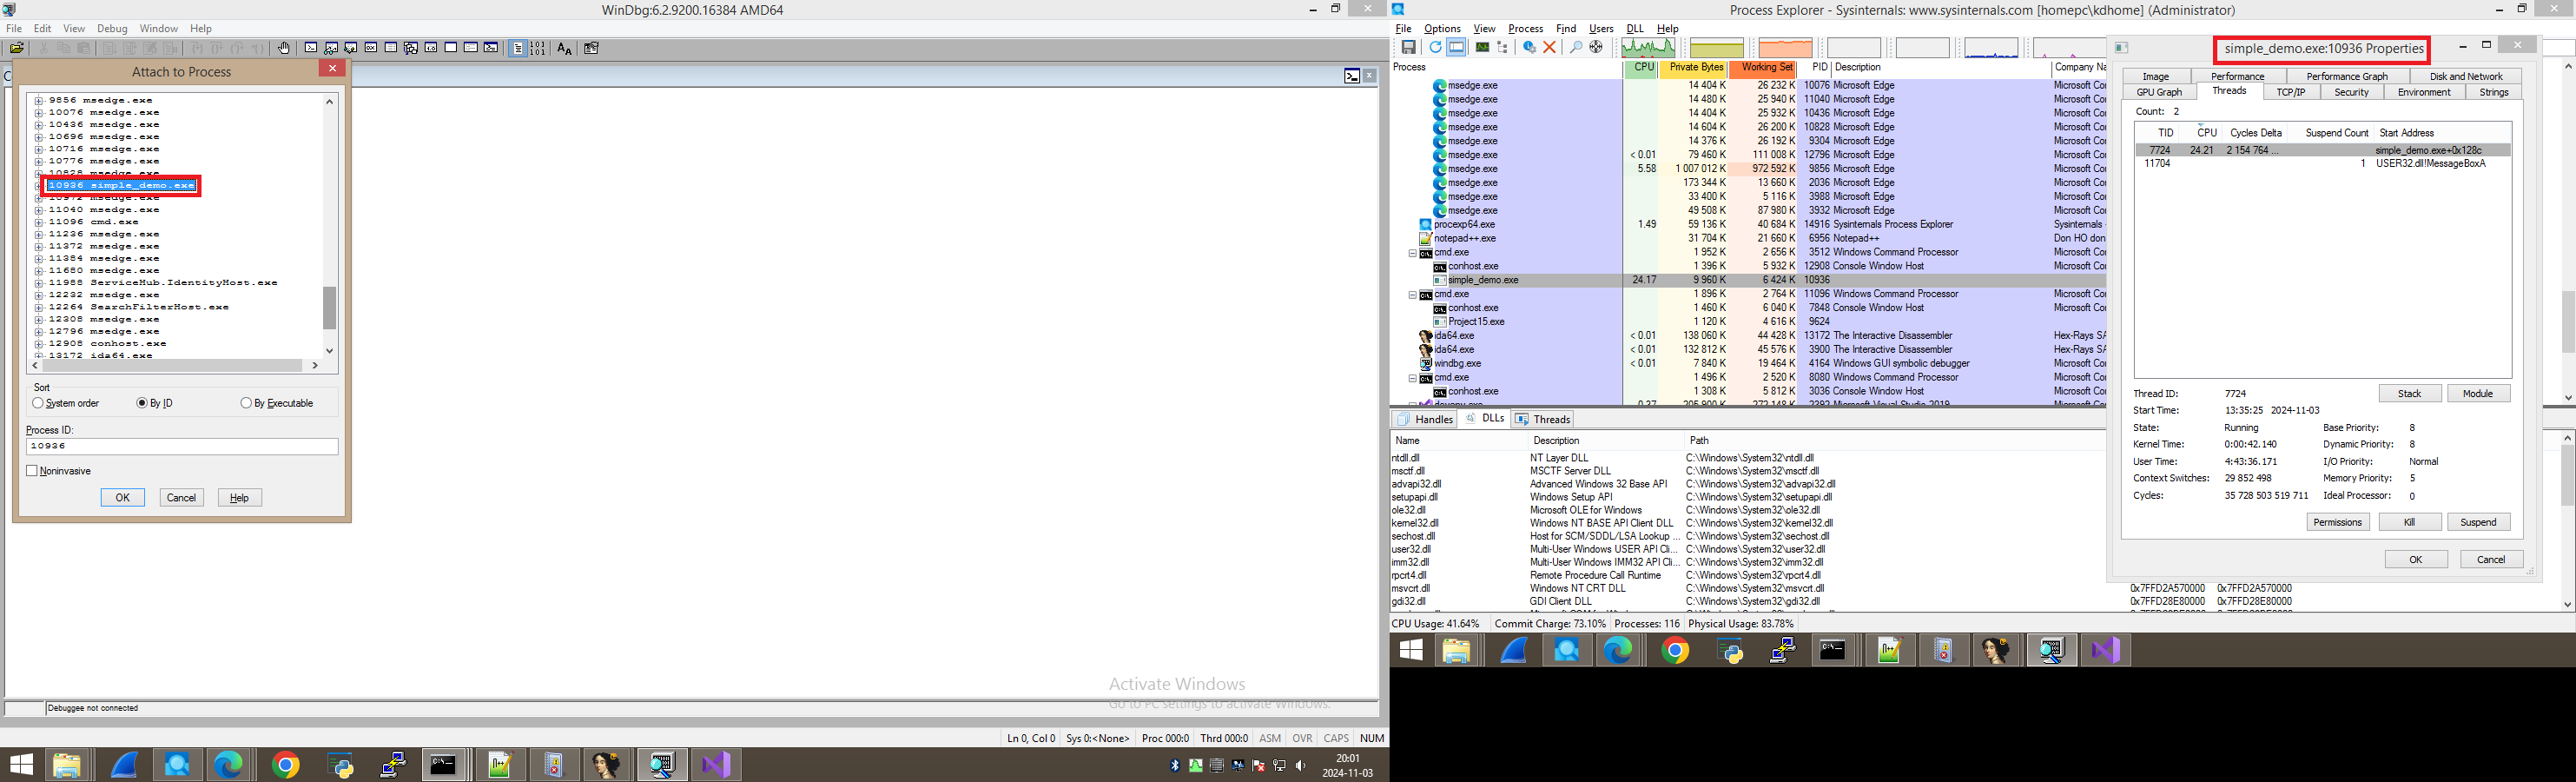 WinDbg:6.2.9200.16384 AMD64
File Edit View Debug Window Help
Attach to Process
9856 msedge.exe
10076 msedge.exe
10436 msedge.exe
10696 msedge.exe
10716 msedge.exe
10776 msedge.exe
10828 msedge.exe
10936 simple_demo.exe
10972 msedge.exe
11040 msedge.exe
11096 cmd.exe
11236 msedge.exe
11372 msedge.exe
11384 msedge.exe
11680 msedge.exe
11988 ServiceHub.IdentityHost.exe
12232 msedge.exe
12264 SearchFilterHost.exe
12308 msedge.exe
12796 msedge.exe
12908 conhost.exe
13172 ida64.exe
Sort
System order By ID By Executable
Process ID:
10936
Noninvasive
OK Cancel Help
Activate Windows
Go to PC settings to activate Windows.
Debuggee not connected
Ln 0, Col 0 Sys 0:<None> Proc 000:0 Thrd 000:0 ASM OVR CAPS NUM
20:01
2024-11-03
Process Explorer - Sysinternals: www.sysinternals.com [homepc\kdhome] (Administrator)
File Options View Process Find Users DLL Help
Process CPU Private Bytes Working Set PID Description Company Na
msedge.exe 14 404 K 26 232 K 10076 Microsoft Edge Microsoft Cor
msedge.exe 14 480 K 25 940 K 11040 Microsoft Edge Microsoft Cor
msedge.exe 14 404 K 25 932 K 10436 Microsoft Edge Microsoft Cor
msedge.exe 14 604 K 26 200 K 10828 Microsoft Edge Microsoft Cor
msedge.exe 14 376 K 26 192 K 9304 Microsoft Edge Microsoft Cor
msedge.exe < 0.01 79 460 K 111 008 K 12796 Microsoft Edge Microsoft Cor
msedge.exe 5.58 1 007 012 K 972 592 K 9856 Microsoft Edge Microsoft Cor
msedge.exe 173 344 K 13 660 K 2036 Microsoft Edge Microsoft Cor
msedge.exe 33 400 K 5 116 K 3988 Microsoft Edge Microsoft Cor
msedge.exe 49 508 K 87 980 K 3932 Microsoft Edge Microsoft Cor
procexp64.exe 1.49 59 136 K 40 684 K 14916 Sysinternals Process Explorer Sysinternals -
notepad++.exe 31 704 K 21 660 K 6956 Notepad++ Don HO don
cmd.exe 1 952 K 2 656 K 3512 Windows Command Processor Microsoft Cor
conhost.exe 1 396 K 5 932 K 12908 Console Window Host Microsoft Cor
simple_demo.exe 24.17 9 960 K 6 424 K 10936
cmd.exe 1 896 K 2 764 K 11096 Windows Command Processor Microsoft Cor
conhost.exe 1 460 K 6 040 K 7848 Console Window Host Microsoft Cor
Project15.exe 1 120 K 4 616 K 9624
ida64.exe < 0.01 138 060 K 44 428 K 13172 The Interactive Disassembler Hex-Rays SA
ida64.exe < 0.01 132 812 K 45 576 K 3900 The Interactive Disassembler Hex-Rays SA
windbg.exe < 0.01 7 840 K 19 464 K 4164 Windows GUI symbolic debugger Microsoft Cor
cmd.exe 1 496 K 2 520 K 8080 Windows Command Processor Microsoft Cor
conhost.exe 1 308 K 5 812 K 3036 Console Window Host Microsoft Cor
Handles DLLs Threads
Name Description Path
ntdll.dll NT Layer DLL C:\Windows\System32\ntdll.dll
msctf.dll MSCTF Server DLL C:\Windows\System32\msctf.dll
advapi32.dll Advanced Windows 32 Base API C:\Windows\System32\advapi32.dll
setupapi.dll Windows Setup API C:\Windows\System32\setupapi.dll
ole32.dll Microsoft OLE for Windows C:\Windows\System32\ole32.dll
kernel32.dll Windows NT BASE API Client DLL C:\Windows\System32\kernel32.dll
sechost.dll Host for SCM/SDDL/LSA Lookup ... C:\Windows\System32\sechost.dll
user32.dll Multi-User Windows USER API Cli... C:\Windows\System32\user32.dll
imm32.dll Multi-User Windows IMM32 API Cli... C:\Windows\System32\imm32.dll
rpcrt4.dll Remote Procedure Call Runtime C:\Windows\System32\rpcrt4.dll
msvcrt.dll Windows NT CRT DLL C:\Windows\System32\msvcrt.dll 0x7FFD2A570000 0x7FFD2A570000
gdi32.dll GDI Client DLL C:\Windows\System32\gdi32.dll 0x7FFD28E80000 0x7FFD28E80000
CPU Usage: 41.64% Commit Charge: 73.10% Processes: 116 Physical Usage: 83.78%
simple_demo.exe:10936 Properties
Image Performance Performance Graph Disk and Network
GPU Graph Threads TCP/IP Security Environment Strings
Count: 2
TID CPU Cycles Delta Suspend Count Start Address
7724 24.21 2 154 764 ... simple_demo.exe+0x128c
11704 1 USER32.dll!MessageBoxA
Thread ID: 7724 Stack Module
Start Time: 13:35:25 2024-11-03
State: Running Base Priority: 8
Kernel Time: 0:00:42.140 Dynamic Priority: 8
User Time: 4:43:36.171 I/O Priority: Normal
Context Switches: 29 852 498 Memory Priority: 5
Cycles: 35 728 503 519 711 Ideal Processor: 0
Permissions Kill Suspend
OK Cancel